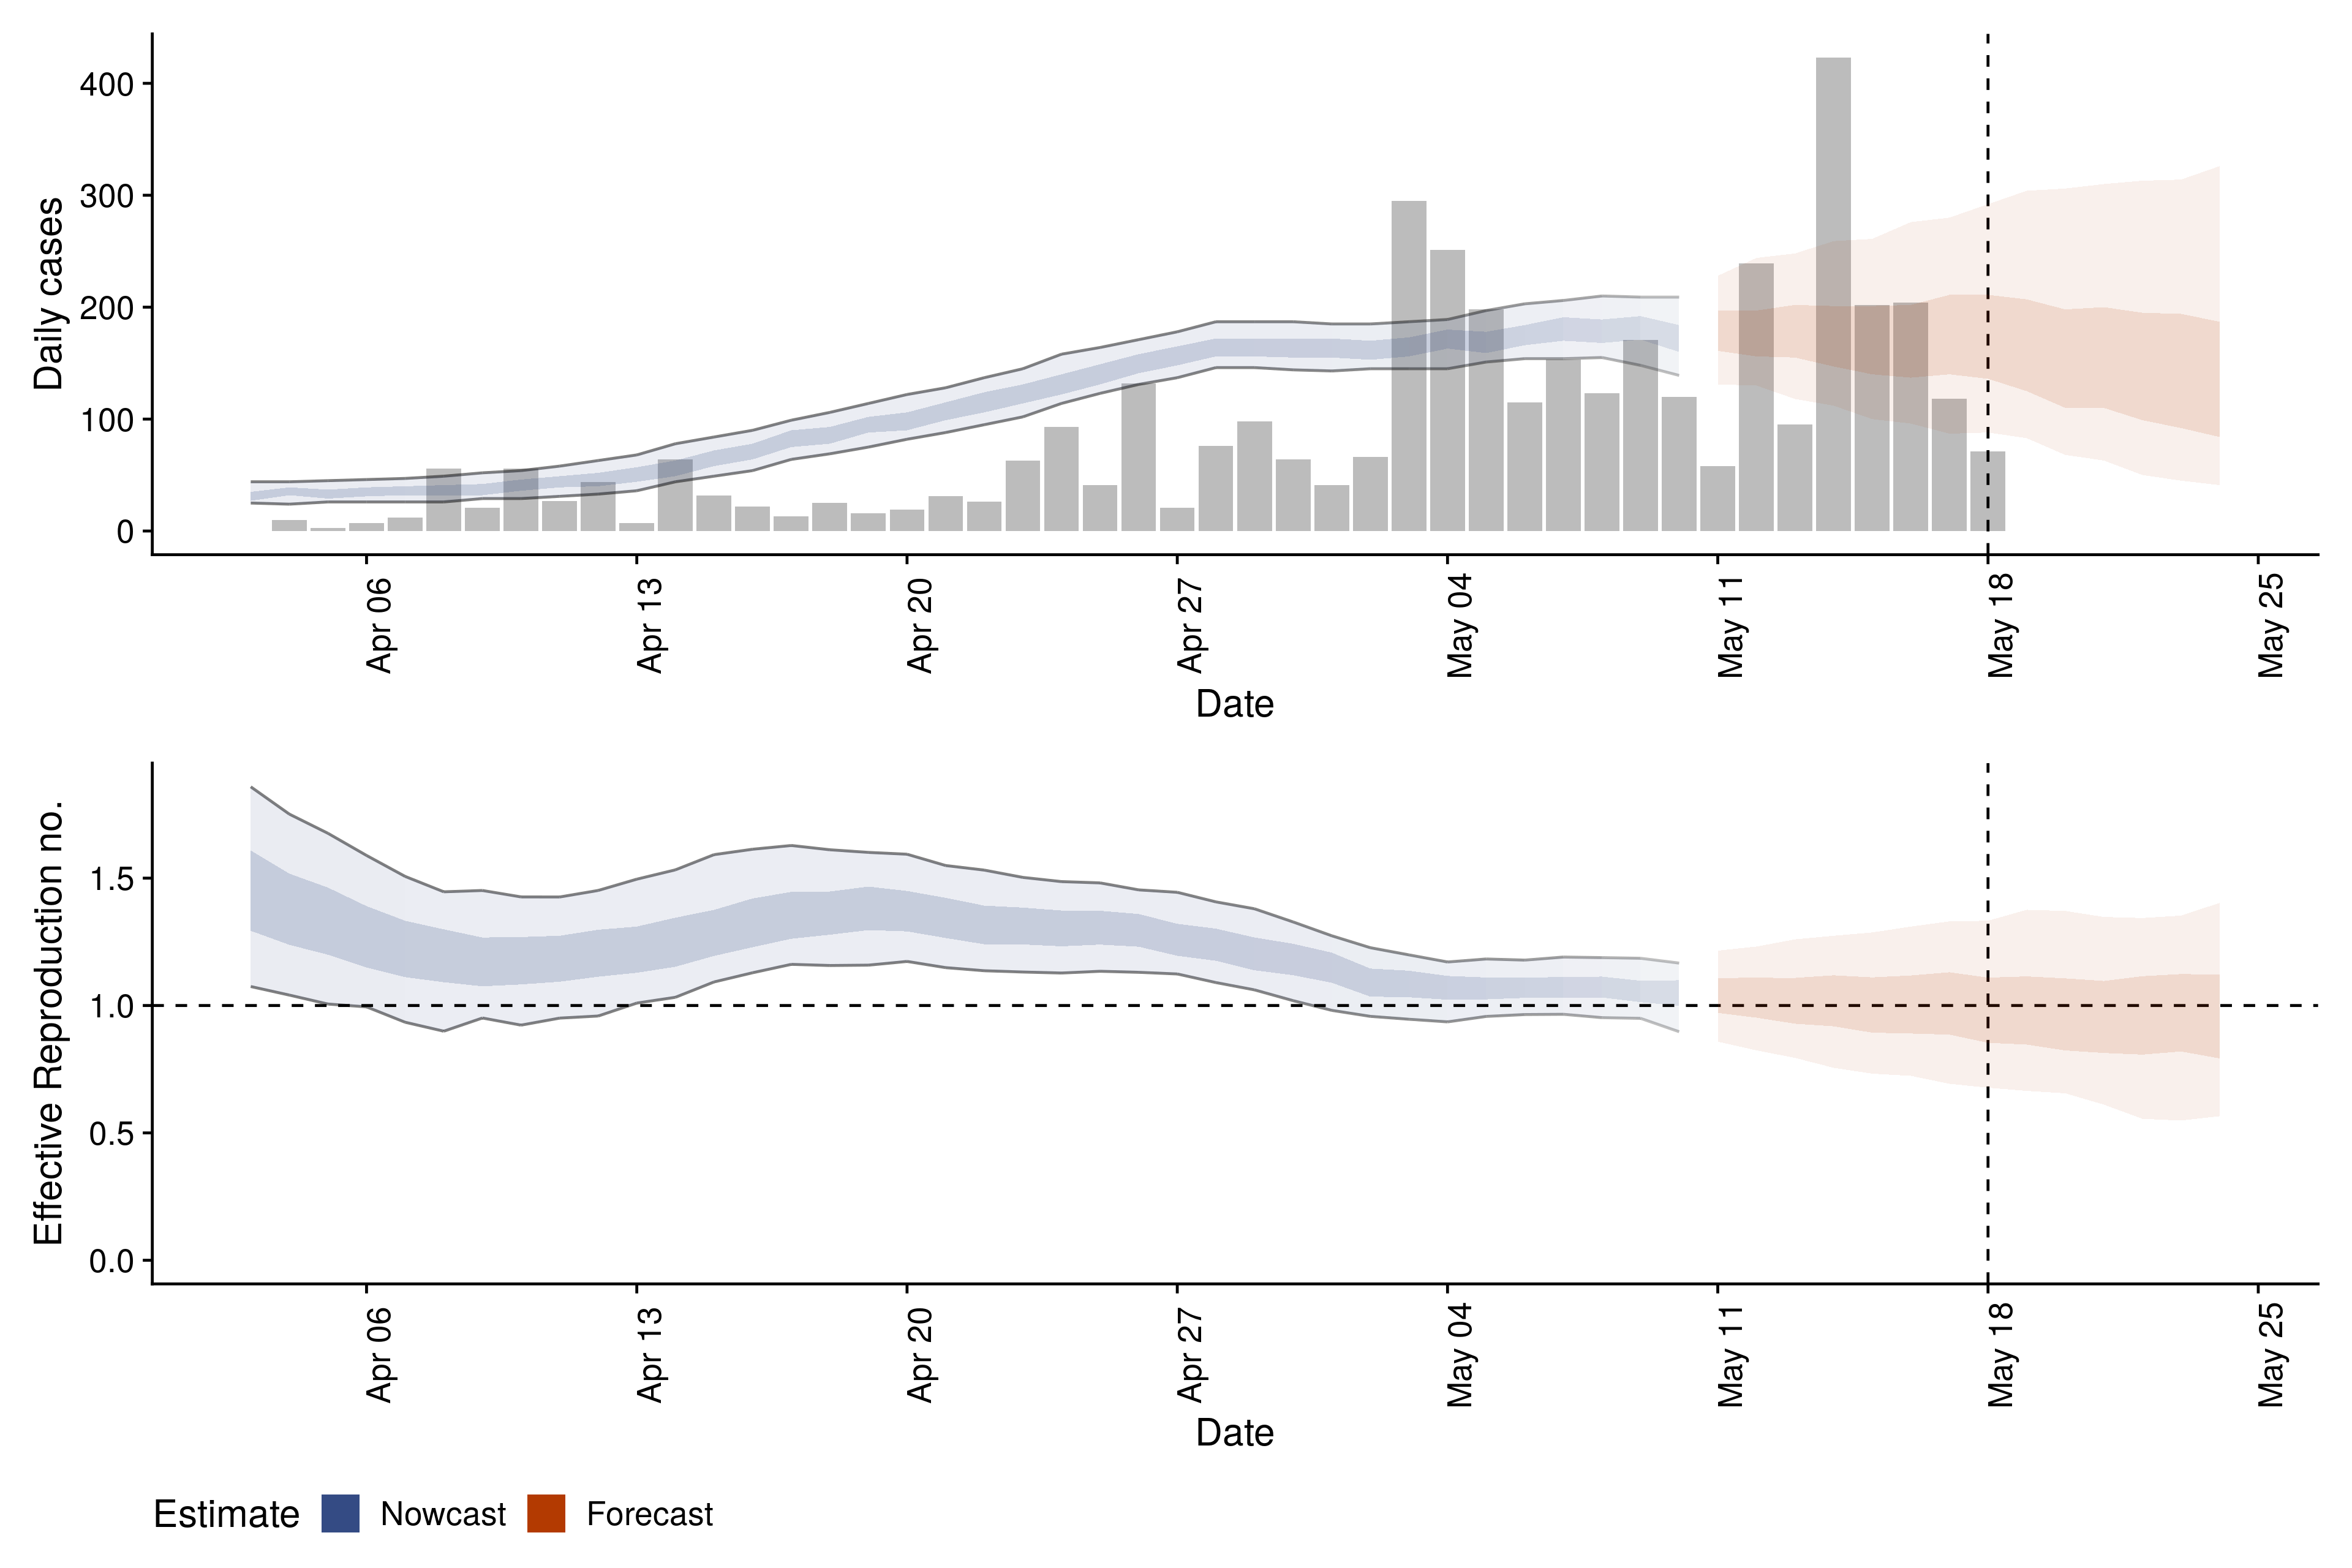 Daily cases
400
300
200
100
0
Apr 06
Apr 13
Apr 20
Apr 27
May 04
May 11
May 18
May 25
Date
Effective Reproduction no.
1.5
1.0
0.5
0.0
Apr 06
Apr 13
Apr 20
Apr 27
May 04
May 11
May 18
May 25
Date
Estimate Nowcast Forecast